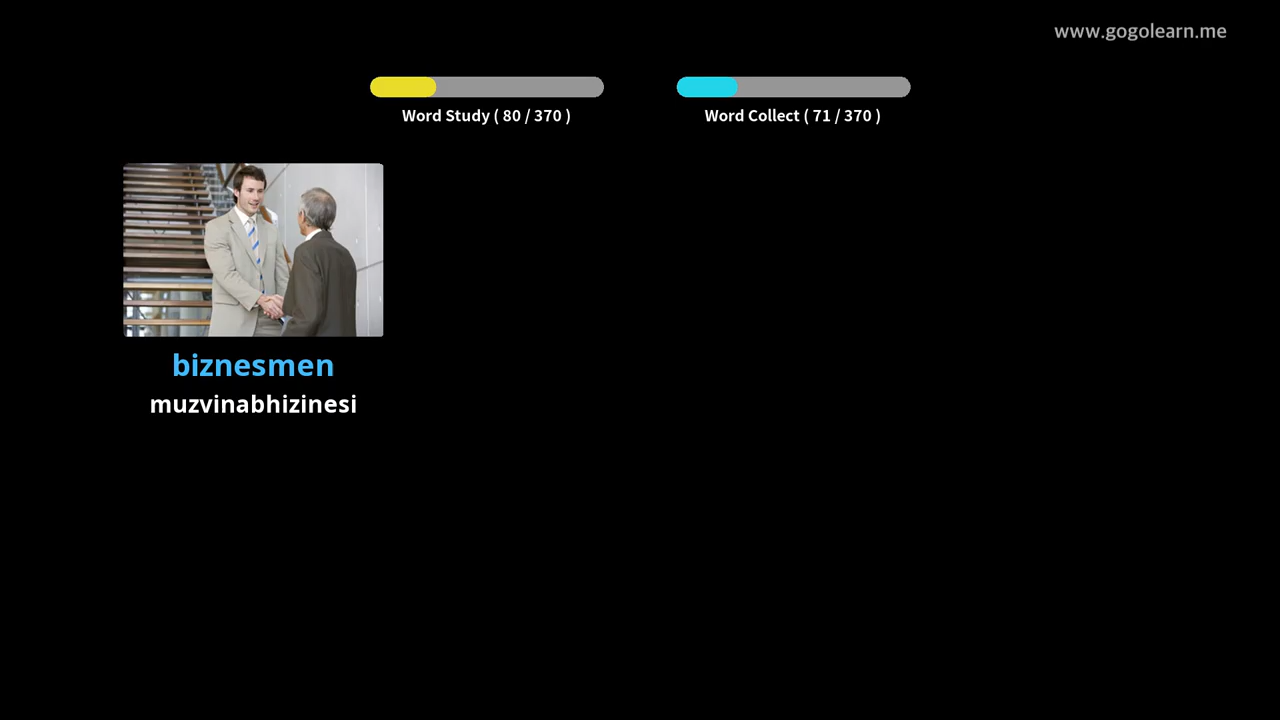 www.gogolearn.me
Word Study ( 80 / 370 )
Word Collect ( 71 / 370 )
biznesmen
muzvinabhizinesi